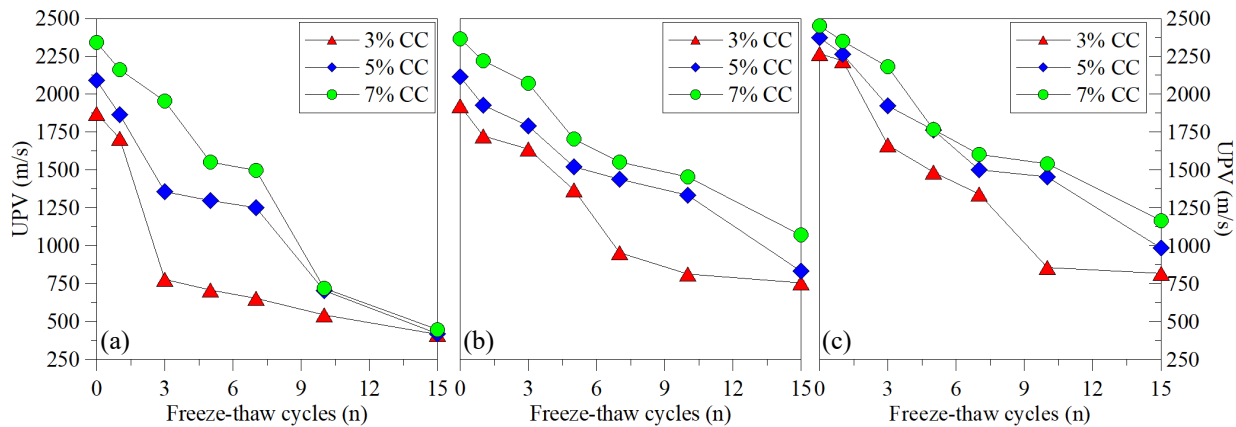 UPV (m/s)
2500
2250
2000
1750
1500
1250
1000
750
500
250
3% CC
5% CC
7% CC
(a)
0 3 6 9 12 15
Freeze-thaw cycles (n)
3% CC
5% CC
7% CC
(b)
0 3 6 9 12 15
Freeze-thaw cycles (n)
3% CC
5% CC
7% CC
(c)
0 3 6 9 12 15
Freeze-thaw cycles (n)
2500
2250
2000
1750
1500
1250
1000
750
500
250
UPV (m/s)